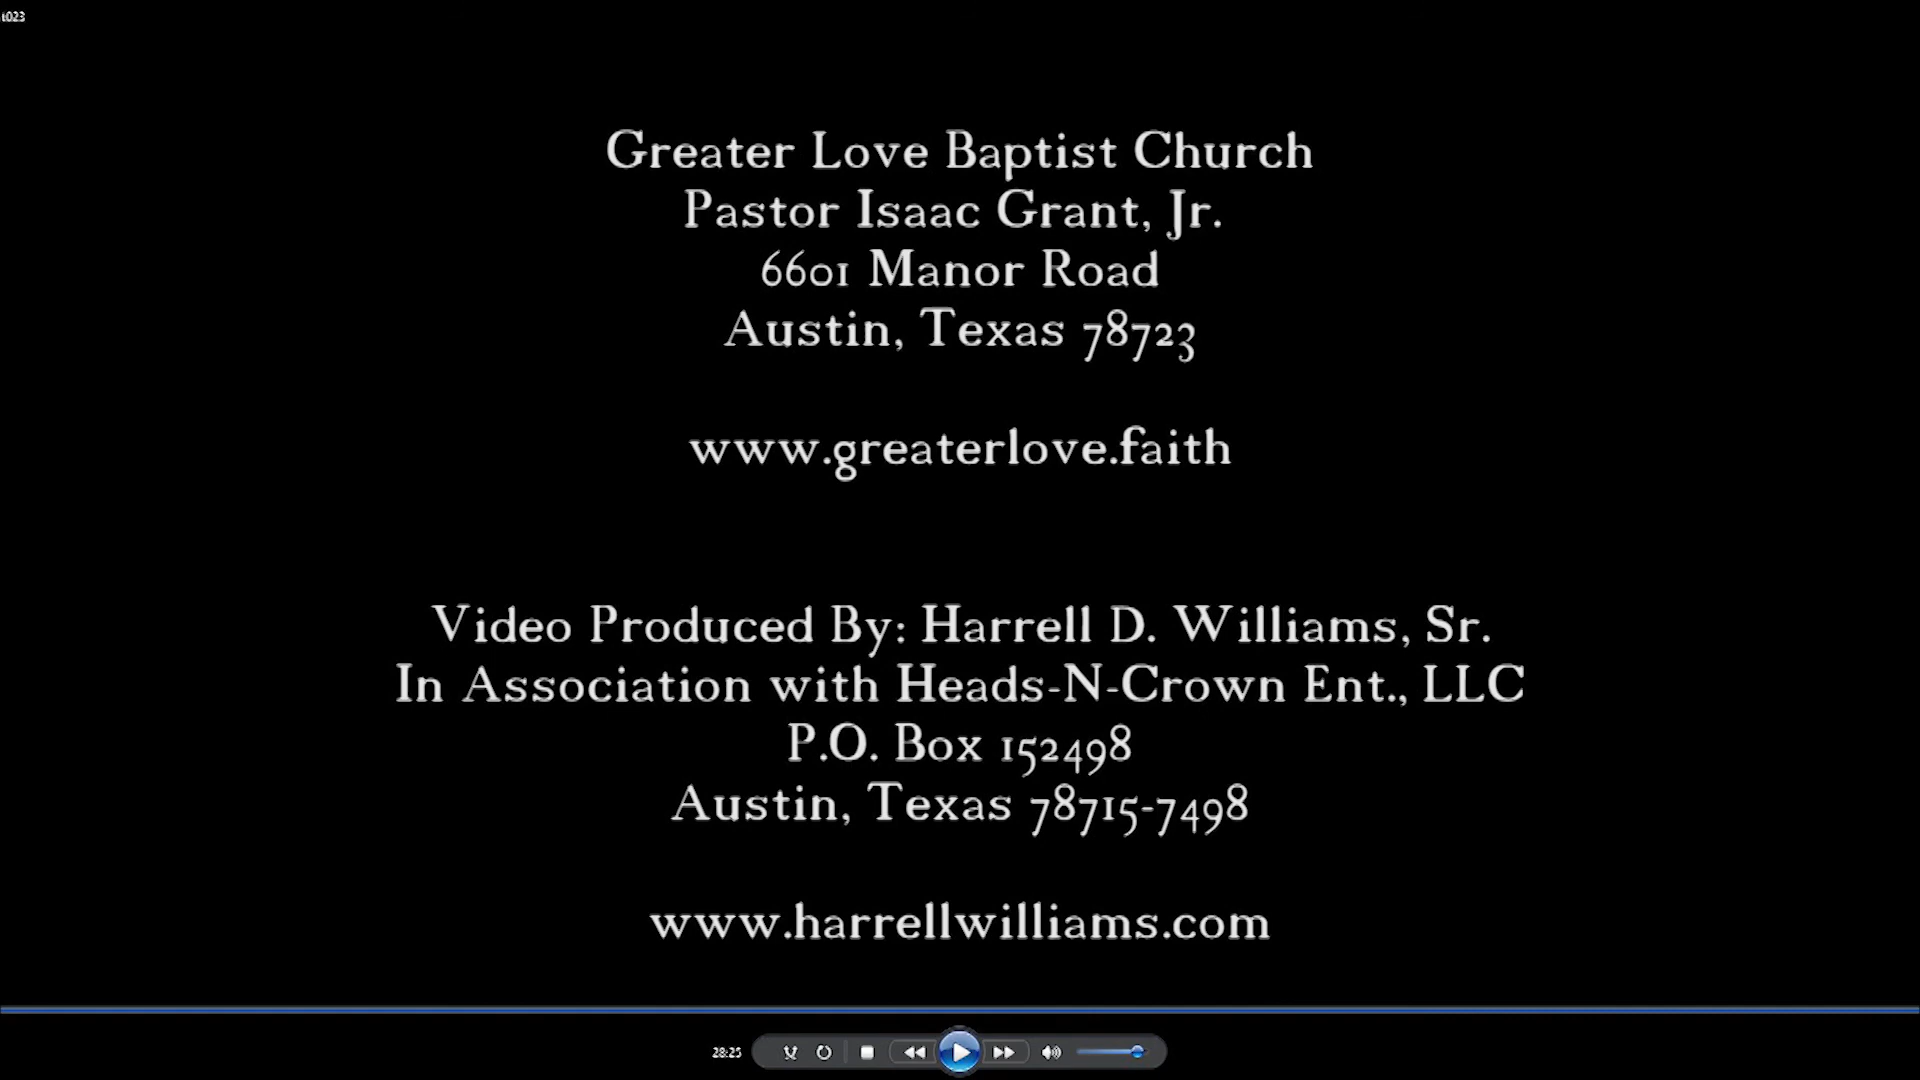 t023
Greater Love Baptist Church
Pastor Isaac Grant, Jr.
6601 Manor Road
Austin, Texas 78723
www.greaterlove.faith
Video Produced By: Harrell D. Williams, Sr.
In Association with Heads-N-Crown Ent., LLC
P.O. Box 152498
Austin, Texas 78715-7498
www.harrellwilliams.com
28:25